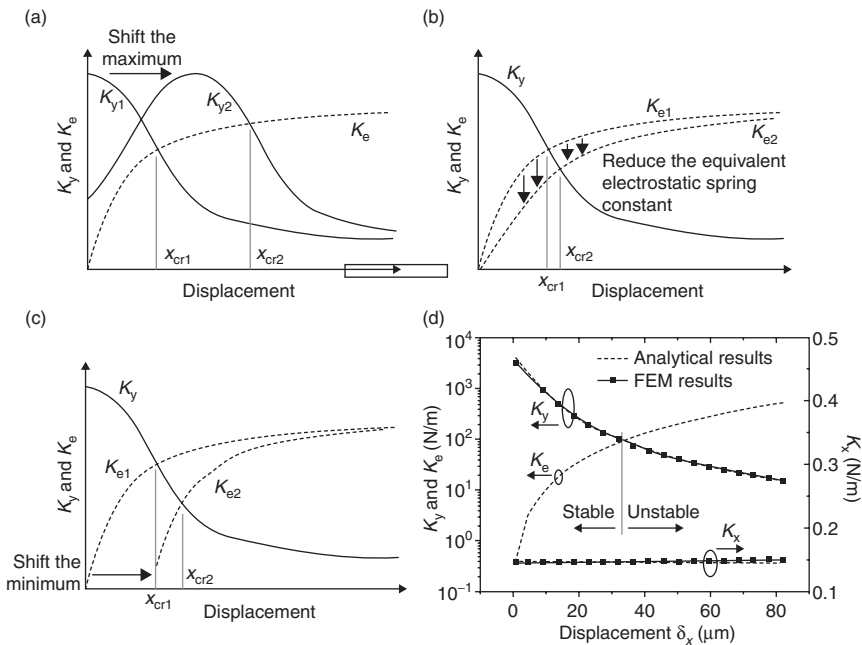 (a)
Shift the
maximum
K_y1
K_y2
K_e
K_y and K_e
x_cr1
x_cr2
Displacement
(b)
K_y
K_e1
K_e2
Reduce the equivalent
electrostatic spring
constant
K_y and K_e
x_cr2
x_cr1
Displacement
(c)
K_y
K_e1
K_e2
K_y and K_e
Shift the
minimum
x_cr1
x_cr2
Displacement
(d)
10^4
10^3
10^2
10^1
10^0
10^−1
K_y and K_e (N/m)
0.5
0.4
0.3
0.2
0.1
K_x (N/m)
Analytical results
FEM results
K_y
K_e
Stable
Unstable
K_x
0 20 40 60 80
Displacement δ_x (μm)